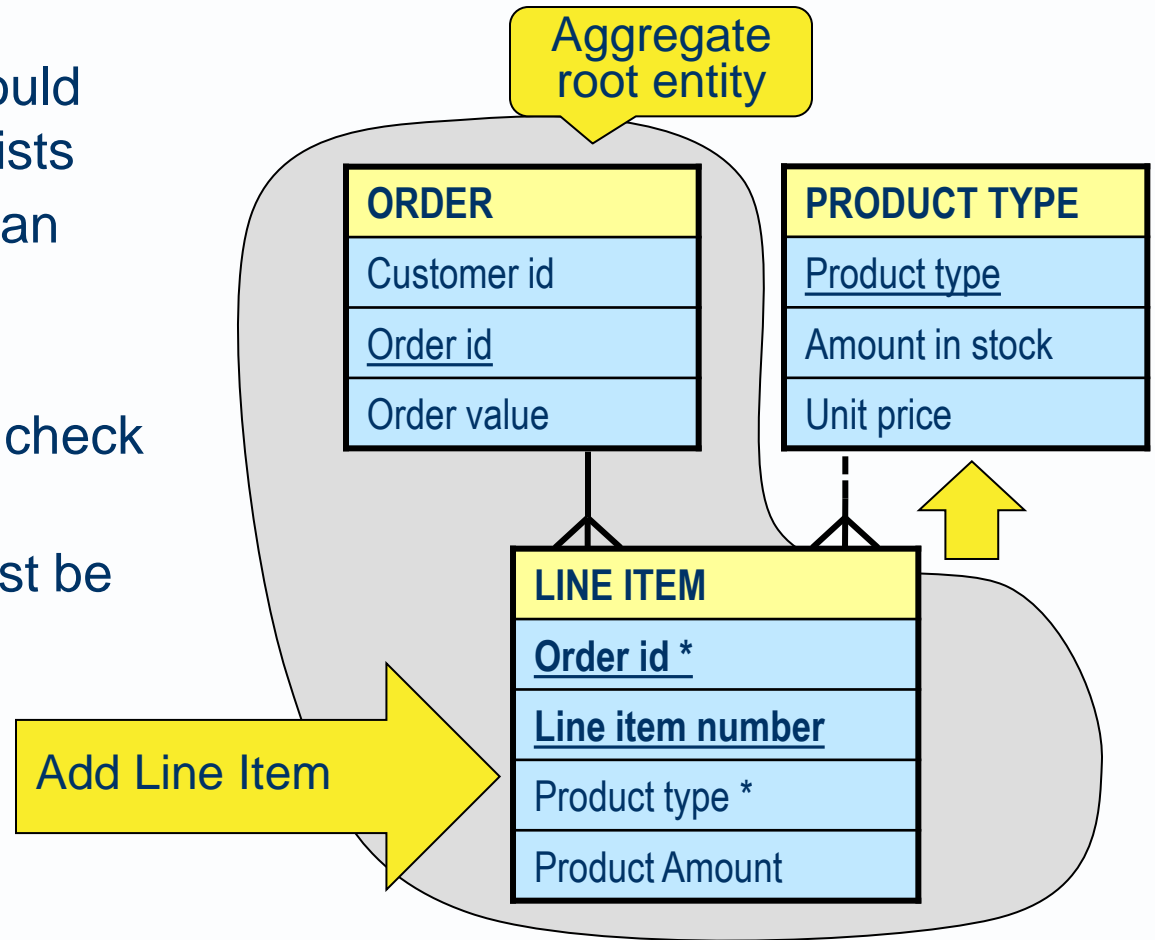 ould
ists
an
check
st be
Aggregate
root entity
ORDER
Customer id
Order id
Order value
PRODUCT TYPE
Product type
Amount in stock
Unit price
LINE ITEM
Order id *
Line item number
Product type *
Product Amount
Add Line Item